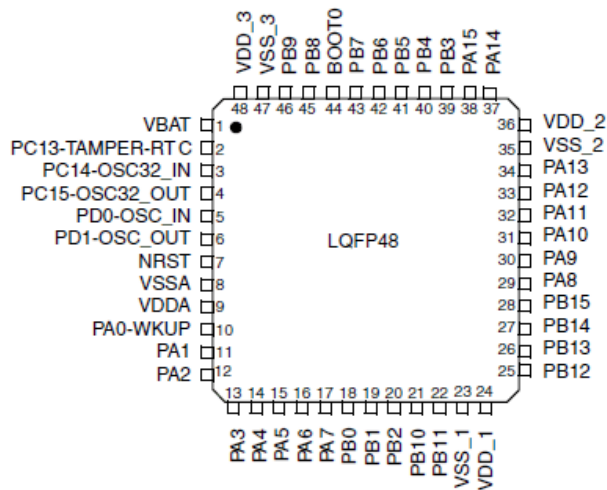 VDD_3
VSS_3
PB9
PB8
BOOT0
PB7
PB6
PB5
PB4
PB3
PA15
PA14
48 47 46 45 44 43 42 41 40 39 38 37
VBAT 1
PC13-TAMPER-RTC 2
PC14-OSC32_IN 3
PC15-OSC32_OUT 4
PD0-OSC_IN 5
PD1-OSC_OUT 6
NRST 7
VSSA 8
VDDA 9
PA0-WKUP 10
PA1 11
PA2 12
LQFP48
36 VDD_2
35 VSS_2
34 PA13
33 PA12
32 PA11
31 PA10
30 PA9
29 PA8
28 PB15
27 PB14
26 PB13
25 PB12
13 14 15 16 17 18 19 20 21 22 23 24
PA3
PA4
PA5
PA6
PA7
PB0
PB1
PB2
PB10
PB11
VSS_1
VDD_1